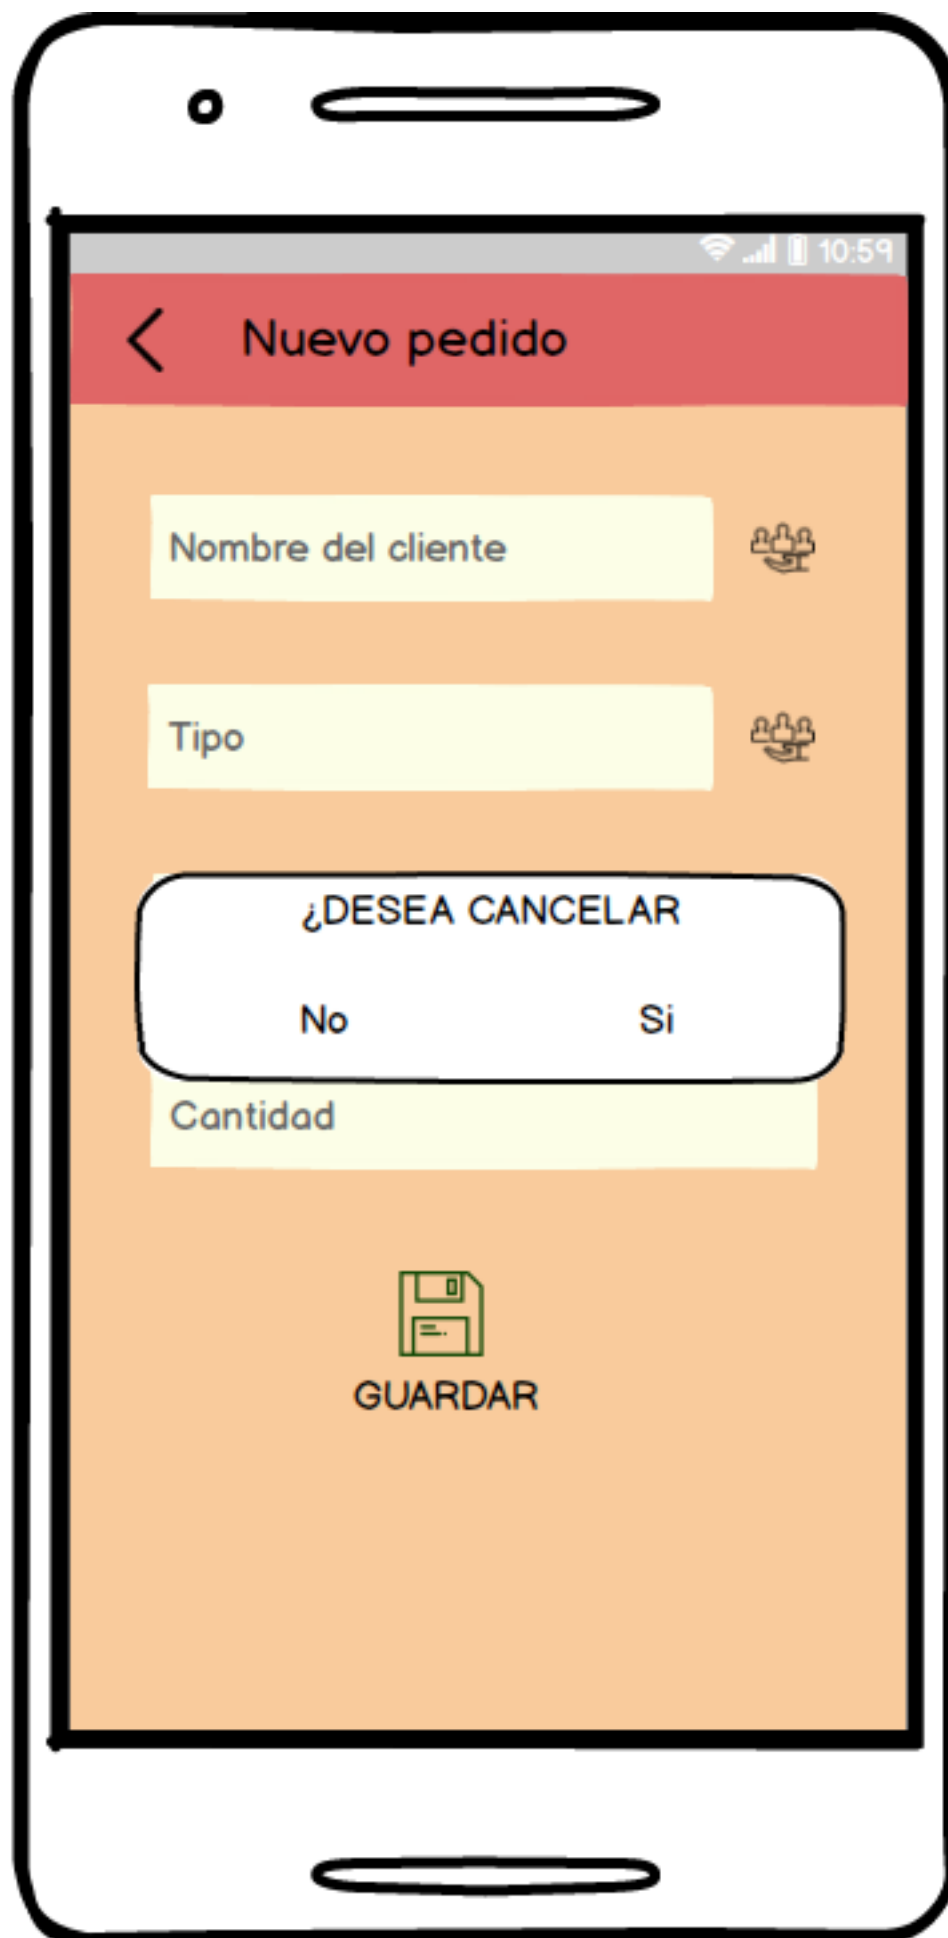 10:59
Nuevo pedido
Nombre del cliente
Tipo
¿DESEA CANCELAR
No Si
Cantidad
GUARDAR